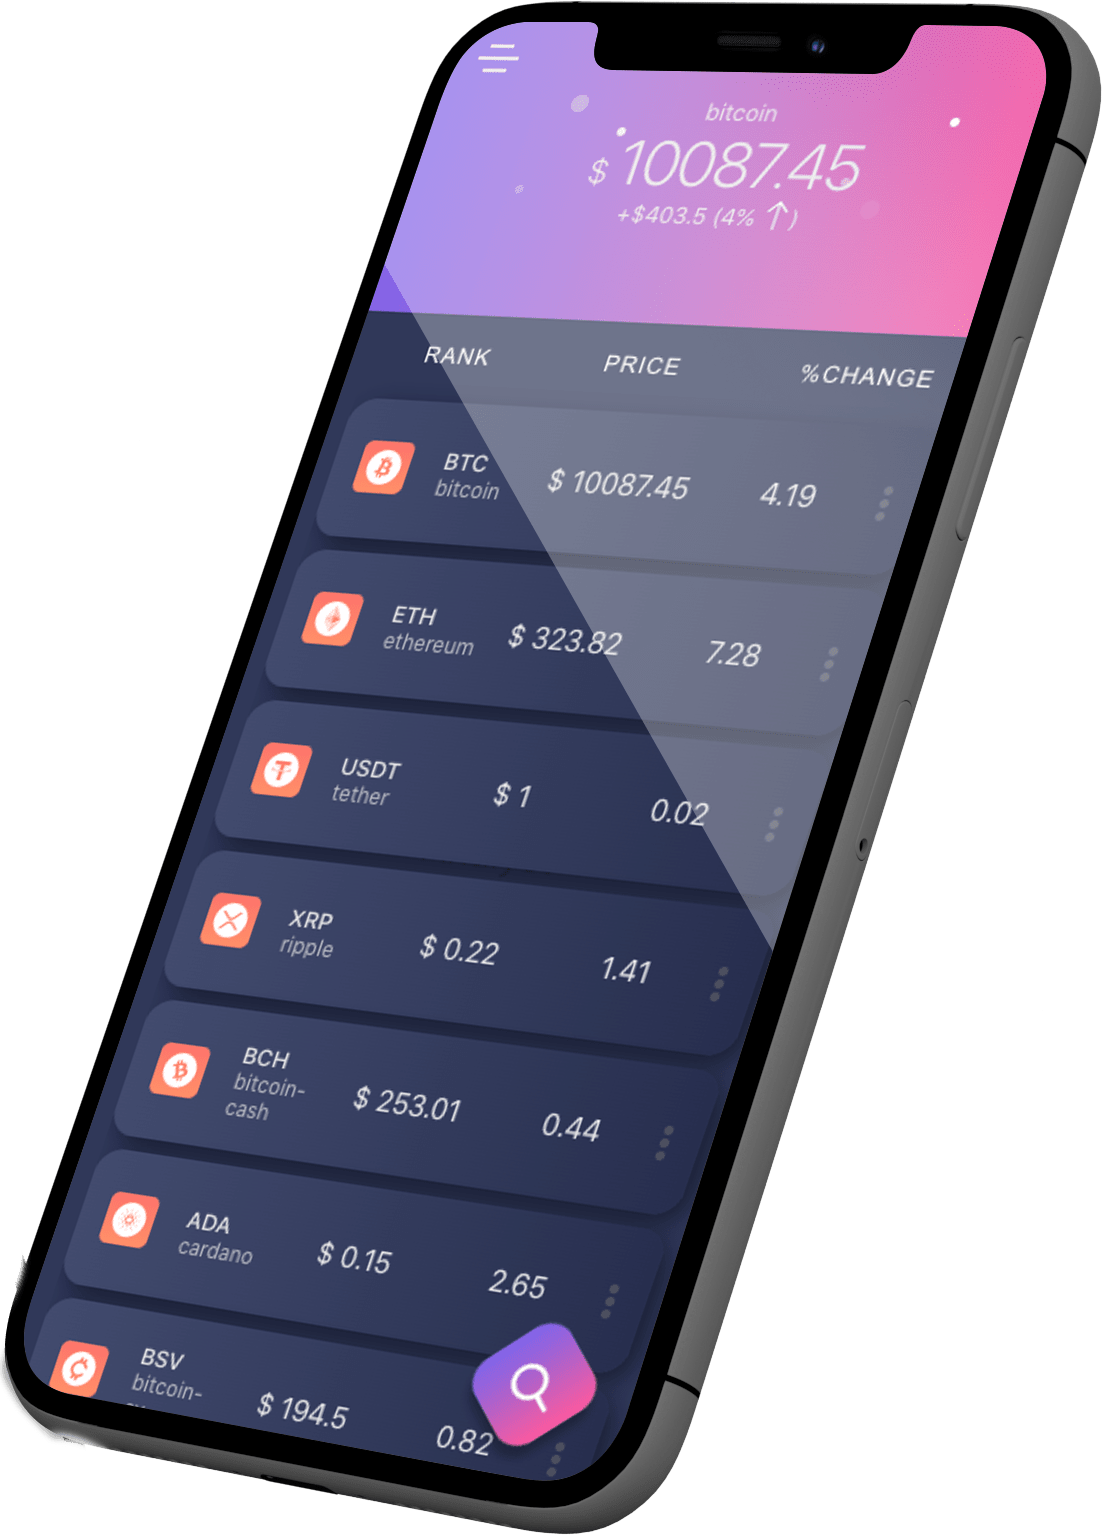 bitcoin
$ 10087.45
+$403.5 (4% ↑)
RANK PRICE %CHANGE
BTC
bitcoin
$ 10087.45 4.19
ETH
ethereum
$ 323.82 7.28
USDT
tether
$ 1 0.02
XRP
ripple
$ 0.22 1.41
BCH
bitcoin-
cash
$ 253.01 0.44
ADA
cardano
$ 0.15 2.65
BSV
bitcoin-
$ 194.5 0.82